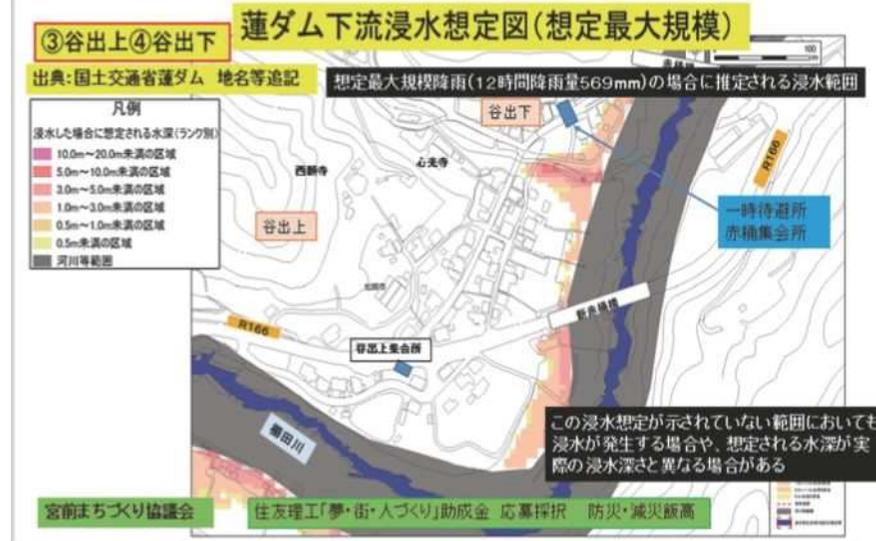 蓮ダム下流浸水想定図(想定最大規模)
③谷出上④谷出下
出典:国土交通省蓮ダム 地名等追記
想定最大規模降雨(12時間降雨量569mm)の場合に推定される浸水範囲
凡例
浸水した場合に想定される水深(ランク別)
10.0m~20.0m未満の区域
5.0m~10.0m未満の区域
3.0m~5.0m未満の区域
1.0m~3.0m未満の区域
0.5m~1.0m未満の区域
0.5m未満の区域
河川等範囲
100
谷出下
R166
西願寺
心光寺
谷出上
一時待避所
赤桶集会所
新赤桶橋
R166
谷出上集会所
櫛田川
この浸水想定が示されていない範囲においても
浸水が発生する場合や、想定される水深が実
際の浸水深さと異なる場合がある
宮前まちづくり協議会
住友理工「夢・街・人づくり」助成金 応募採択 防災・減災飯高